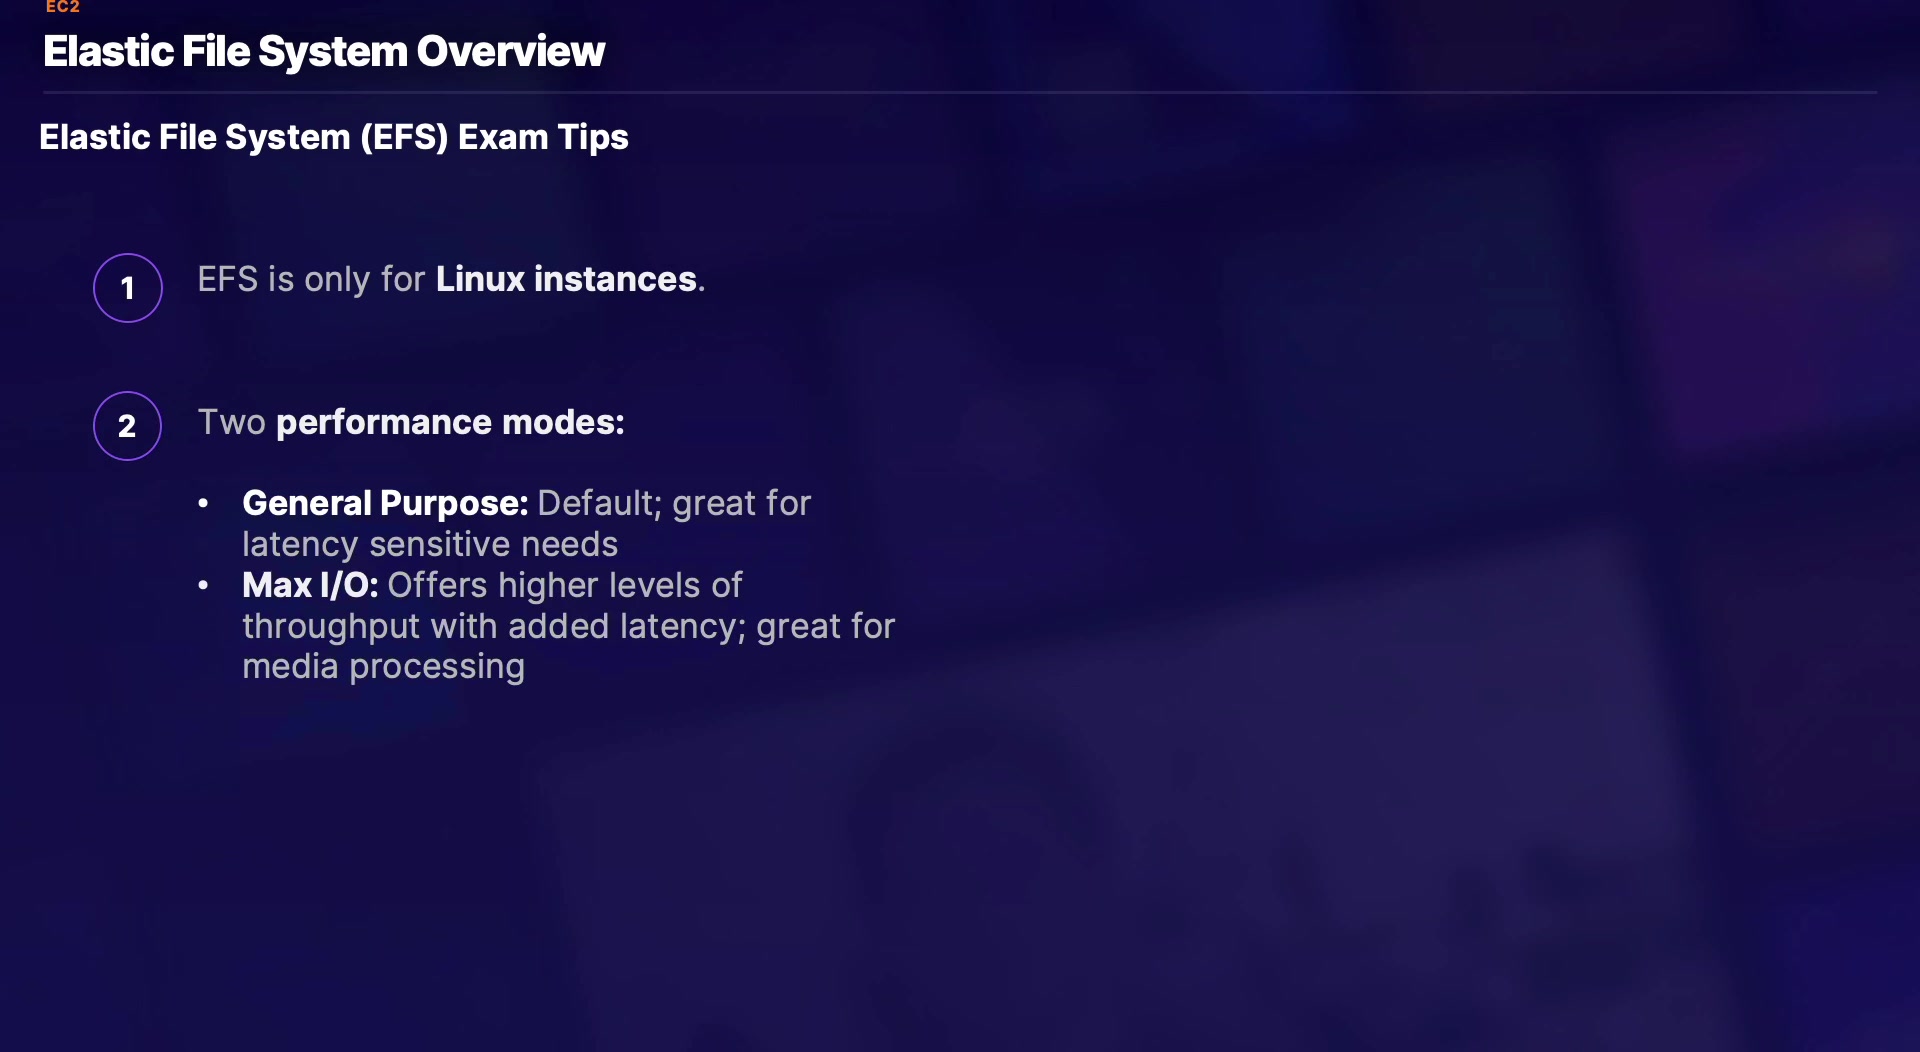 EC2
Elastic File System Overview
Elastic File System (EFS) Exam Tips
1
EFS is only for Linux instances.
2
Two performance modes:
• General Purpose: Default; great for
latency sensitive needs
• Max I/O: Offers higher levels of
throughput with added latency; great for
media processing